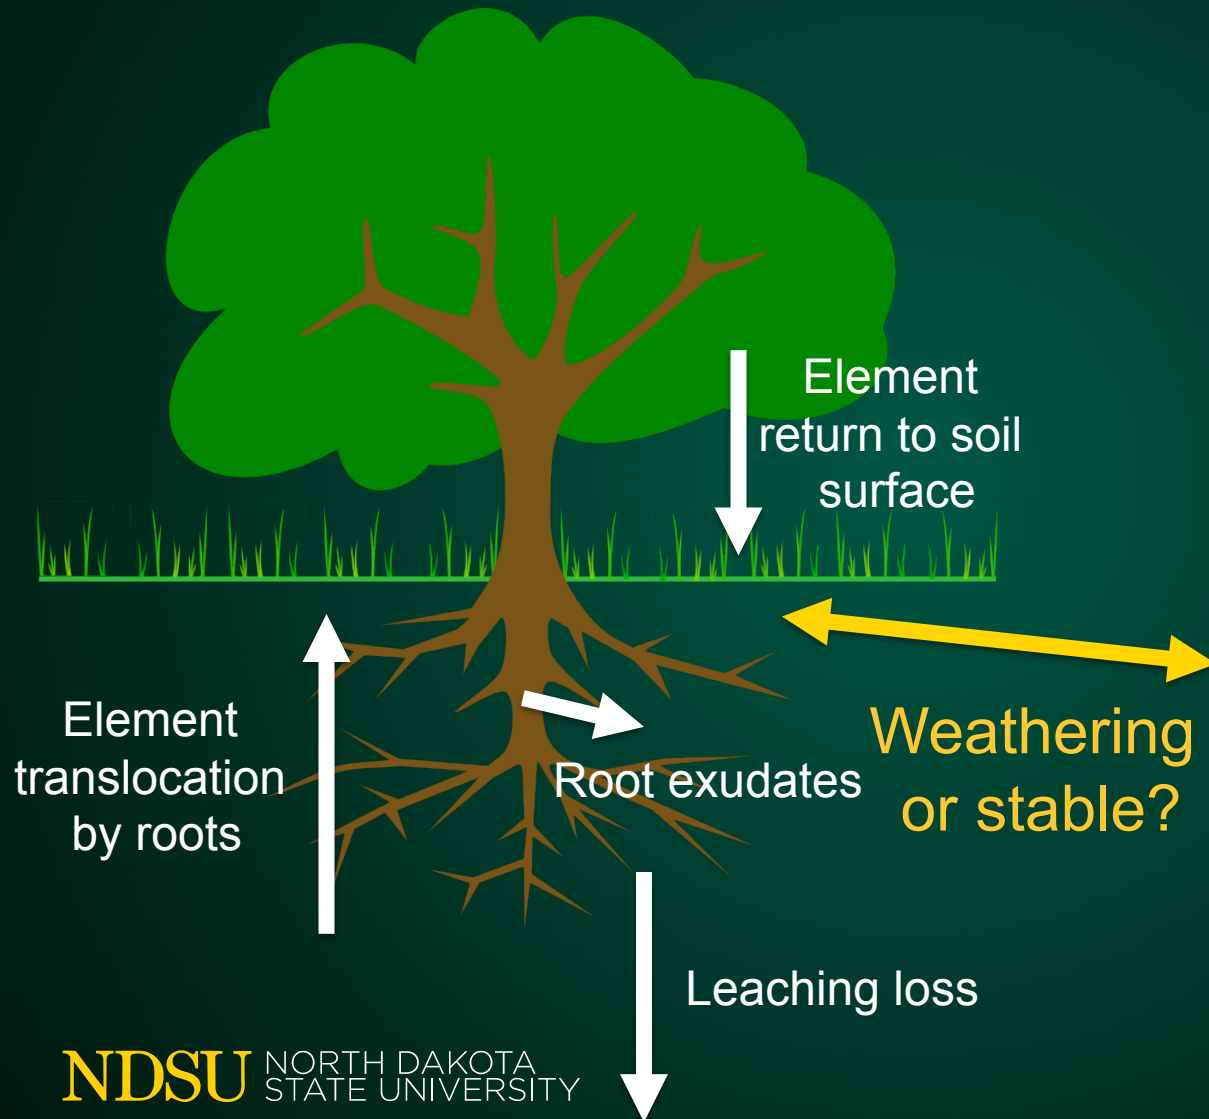 Element
return to soil
surface
Element
translocation
by roots
Root exudates
Weathering
or stable?
Leaching loss
NDSU NORTH DAKOTA
STATE UNIVERSITY